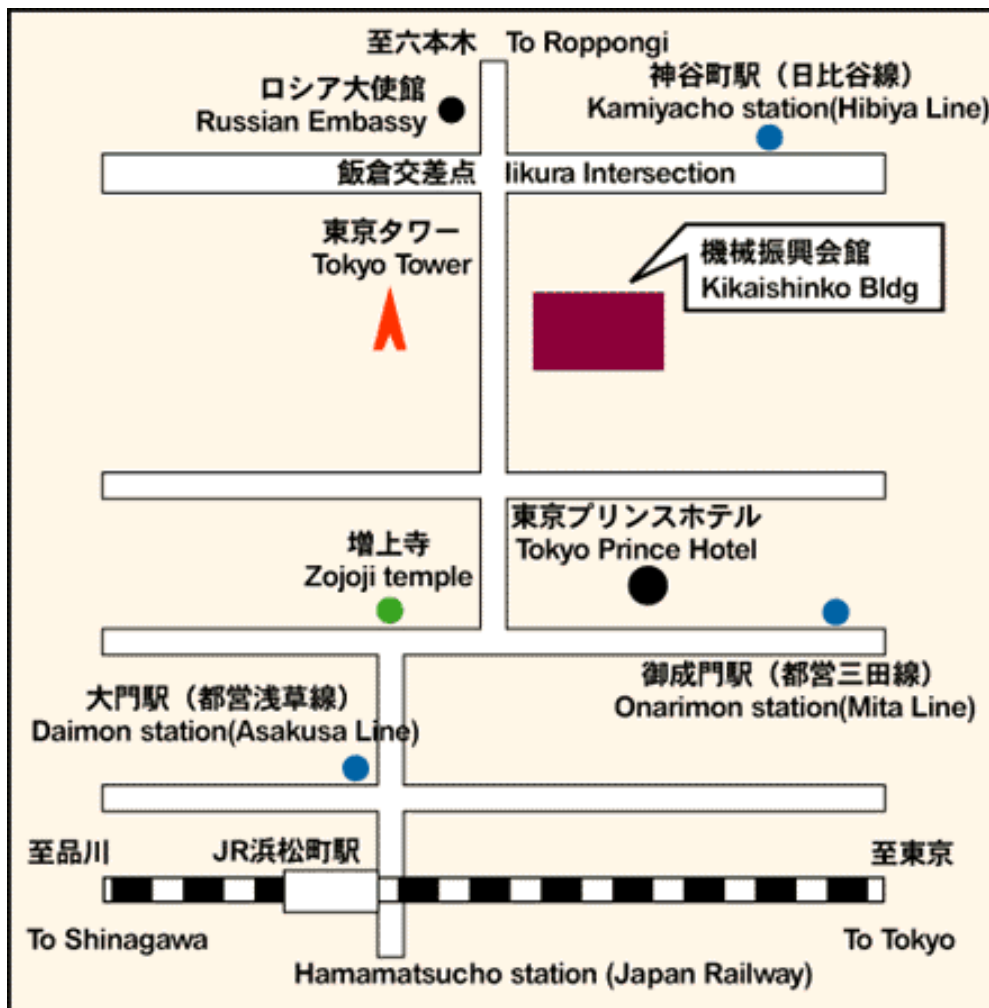 至六本木 To Roppongi
ロシア大使館
Russian Embassy
神谷町駅（日比谷線）
Kamiyacho station(Hibiya Line)
飯倉交差点 Iikura Intersection
東京タワー
Tokyo Tower
機械振興会館
Kikaishinko Bldg
東京プリンスホテル
Tokyo Prince Hotel
増上寺
Zojoji temple
御成門駅（都営三田線）
Onarimon station(Mita Line)
大門駅（都営浅草線）
Daimon station(Asakusa Line)
至品川
JR浜松町駅
至東京
To Shinagawa
To Tokyo
Hamamatsucho station (Japan Railway)